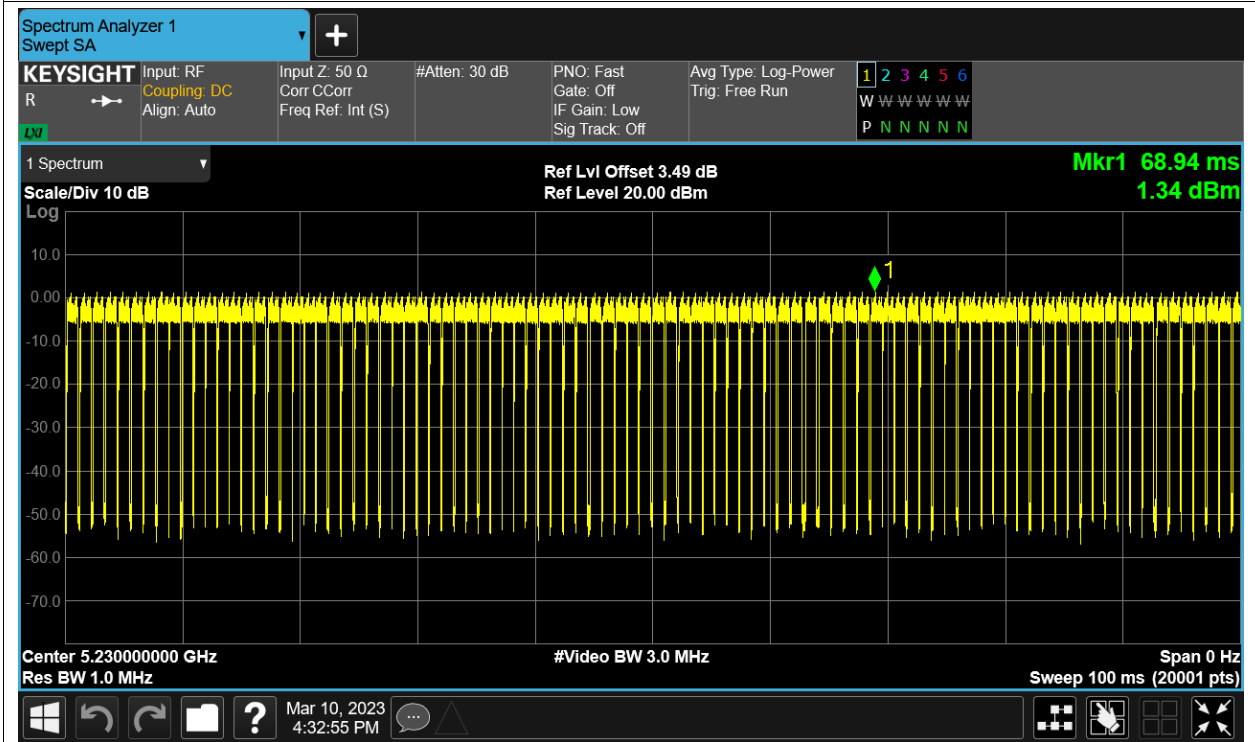 Spectrum Analyzer 1
Swept SA
+
KEYSIGHT
R
LXI
Input: RF
Coupling: DC
Align: Auto
Input Z: 50 Ω
Corr CCorr
Freq Ref: Int (S)
#Atten: 30 dB
PNO: Fast
Gate: Off
IF Gain: Low
Sig Track: Off
Avg Type: Log-Power
Trig: Free Run
1 2 3 4 5 6
W W W W W W
P N N N N N
1 Spectrum
Scale/Div 10 dB
Log
Ref Lvl Offset 3.49 dB
Ref Level 20.00 dBm
Mkr1 68.94 ms
1.34 dBm
1
10.0
0.00
-10.0
-20.0
-30.0
-40.0
-50.0
-60.0
-70.0
Center 5.230000000 GHz
Res BW 1.0 MHz
#Video BW 3.0 MHz
Span 0 Hz
Sweep 100 ms (20001 pts)
?
Mar 10, 2023
4:32:55 PM